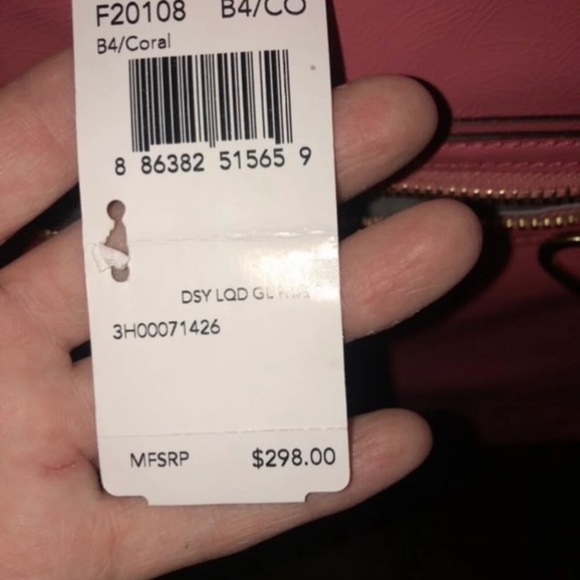 F20108 B4/CO
B4/Coral
8 86382 51565 9
DSY LQD GL
3H00071426
MFSRP $298.00